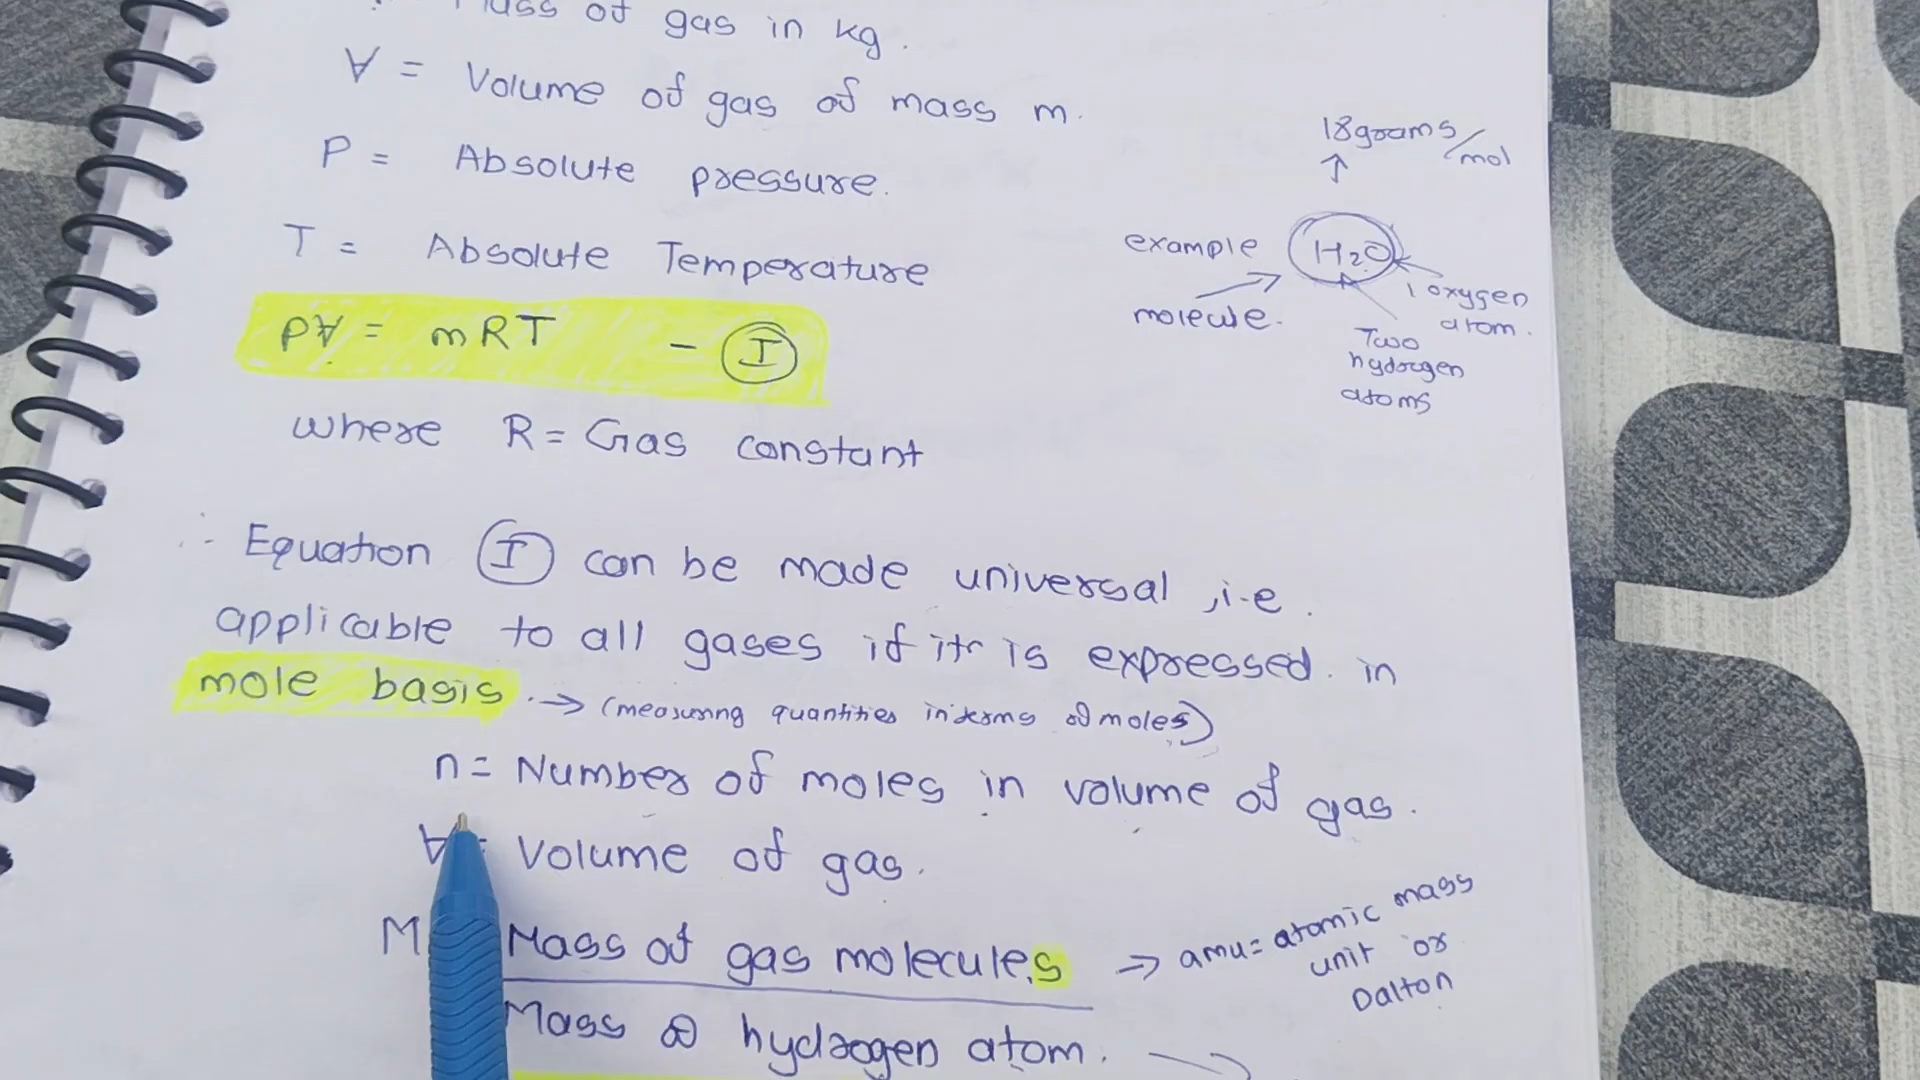 Mass of gas in kg.
∀ = Volume of gas of mass m.
P = Absolute pressure.
T = Absolute Temperature
P∀ = mRT - I
where R = Gas constant
18 grams/mol
↑
example
molecule.
H₂O
1 oxygen
atom.
Two
hydrogen
atoms
Equation I can be made universal, i.e.
applicable to all gases if it is expressed. in
mole basis. → (measuring quantities in terms of moles)
n = Number of moles in volume of gas.
∀ = Volume of gas.
M Mass of gas molecules → amu = atomic mass
unit or
Dalton
Mass hydrogen atom.